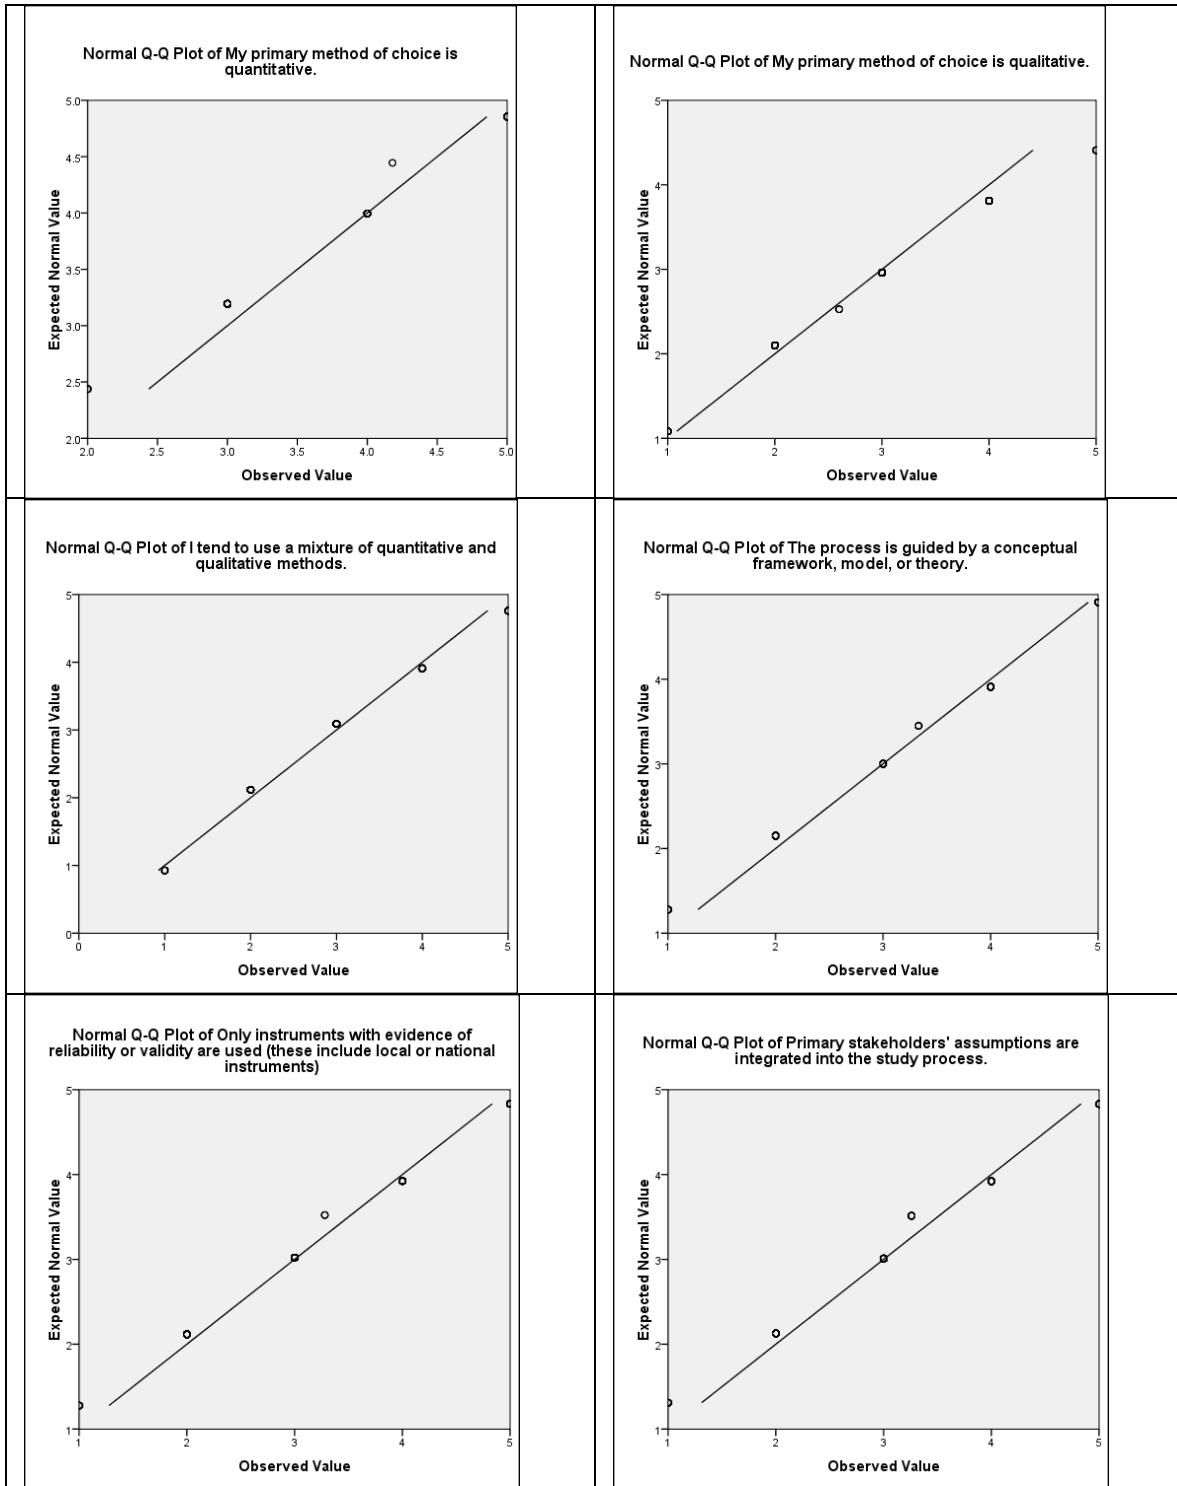 Normal Q-Q Plot of My primary method of choice is
quantitative.
Expected Normal Value
5.0
4.5
4.0
3.5
3.0
2.5
2.0
2.0 2.5 3.0 3.5 4.0 4.5 5.0
Observed Value
Normal Q-Q Plot of My primary method of choice is qualitative.
Expected Normal Value
5
4
3
2
1
1 2 3 4 5
Observed Value
Normal Q-Q Plot of I tend to use a mixture of quantitative and
qualitative methods.
Expected Normal Value
5
4
3
2
1
0
0 1 2 3 4 5
Observed Value
Normal Q-Q Plot of The process is guided by a conceptual
framework, model, or theory.
Expected Normal Value
5
4
3
2
1
1 2 3 4 5
Observed Value
Normal Q-Q Plot of Only instruments with evidence of
reliability or validity are used (these include local or national
instruments)
Expected Normal Value
5
4
3
2
1
1 2 3 4 5
Observed Value
Normal Q-Q Plot of Primary stakeholders' assumptions are
integrated into the study process.
Expected Normal Value
5
4
3
2
1
1 2 3 4 5
Observed Value